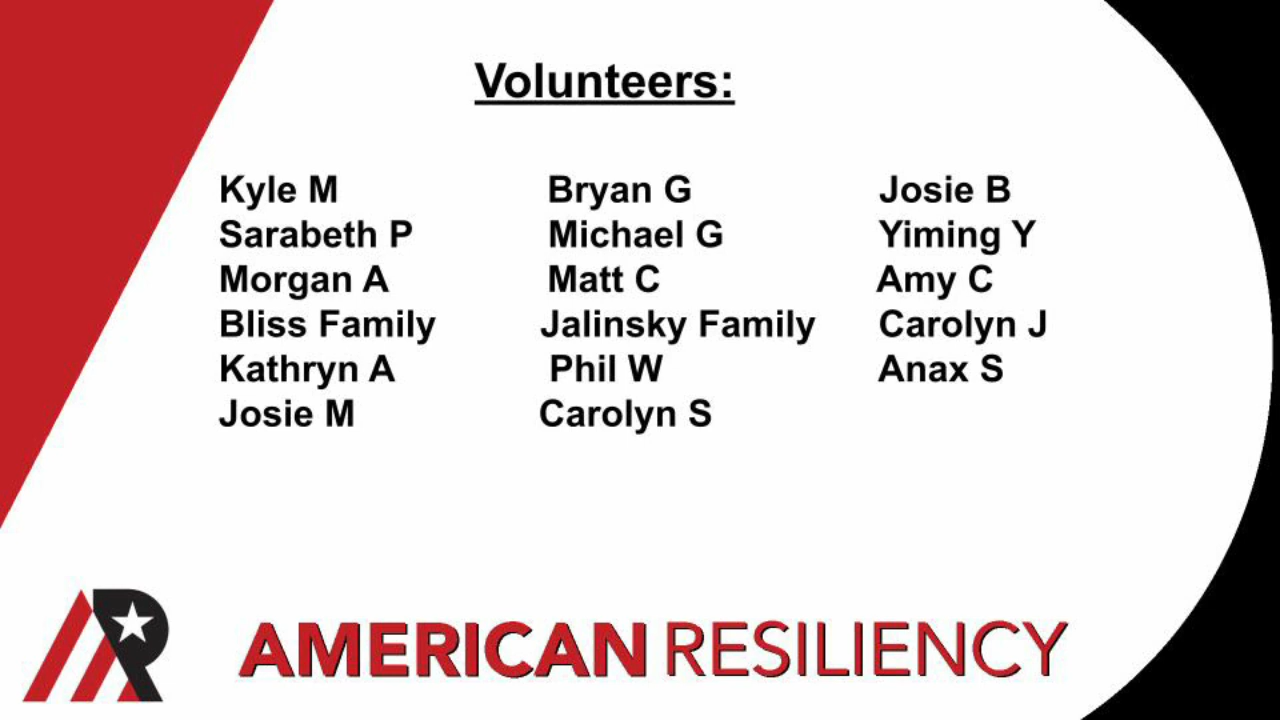 Volunteers:
Kyle M Bryan G Josie B
Sarabeth P Michael G Yiming Y
Morgan A Matt C Amy C
Bliss Family Jalinsky Family Carolyn J
Kathryn A Phil W Anax S
Josie M Carolyn S
AR
AMERICAN RESILIENCY